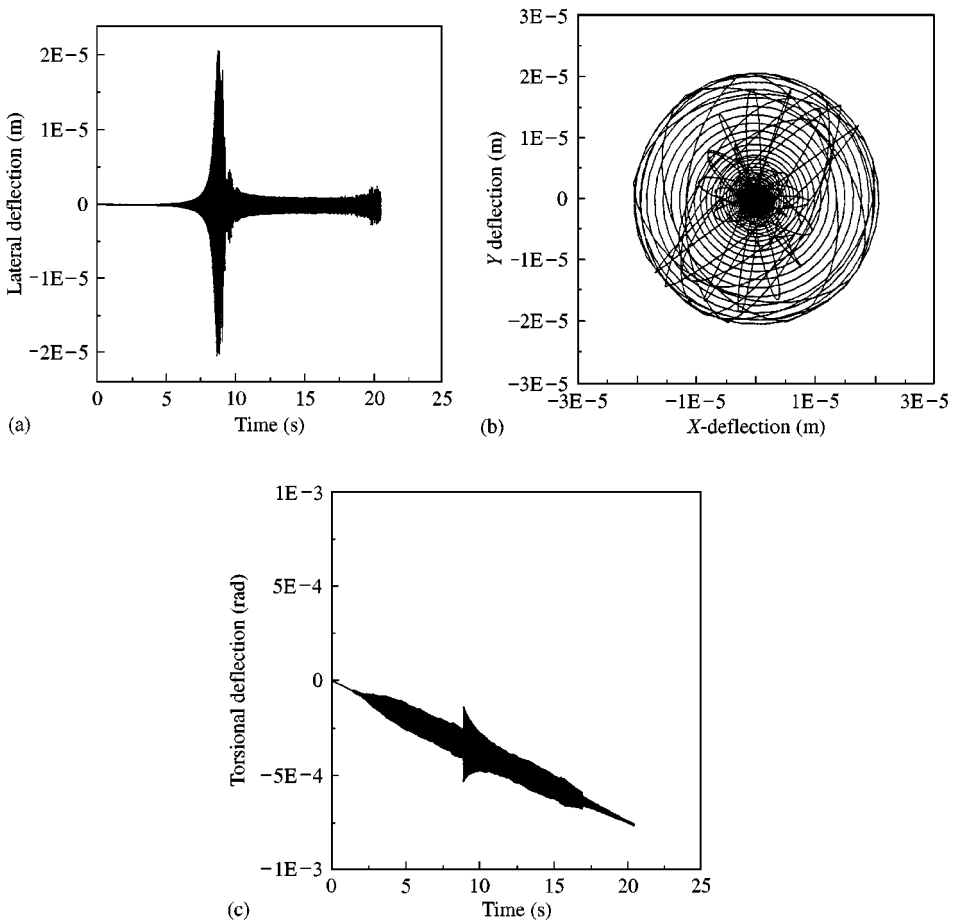 2E−5
1E−5
0
−1E−5
−2E−5
Lateral deflection (m)
0 5 10 15 20 25
Time (s)
(a)
3E−5
2E−5
1E−5
0
−1E−5
−2E−5
−3E−5
Y deflection (m)
−3E−5 −1E−5 1E−5 3E−5
X-deflection (m)
(b)
1E−3
5E−4
0
−5E−4
−1E−3
Torsional deflection (rad)
0 5 10 15 20 25
Time (s)
(c)